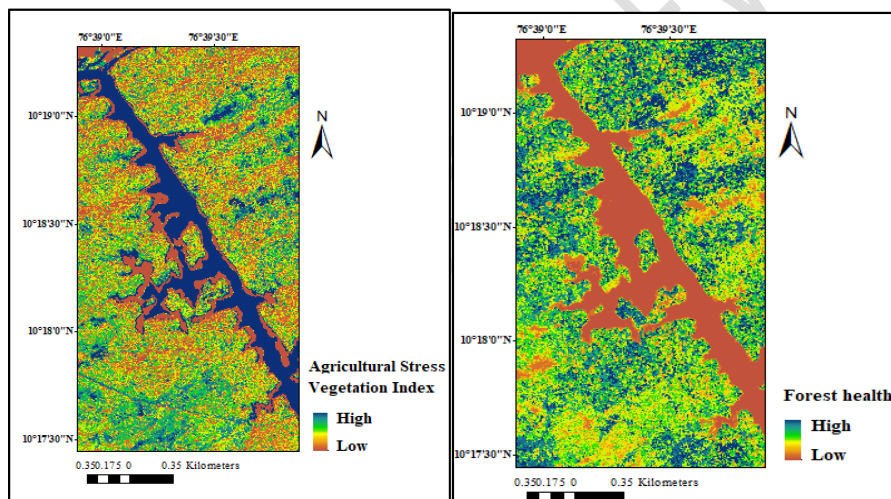 76°39'0"E 76°39'30"E
N
10°19'0"N
10°18'30"N
10°18'0"N
10°17'30"N
Agricultural Stress
Vegetation Index
High
Low
0.350.175 0 0.35 Kilometers
76°39'0"E 76°39'30"E
N
10°19'0"N
10°18'30"N
10°18'0"N
10°17'30"N
Forest health
High
Low
0.350.175 0 0.35 Kilometers